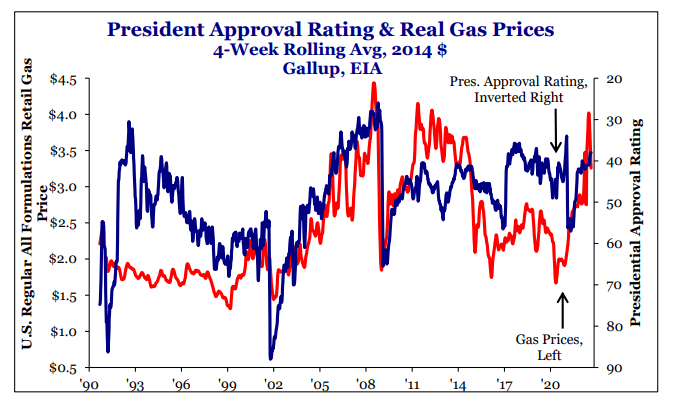 President Approval Rating & Real Gas Prices
4-Week Rolling Avg, 2014 $
Gallup, EIA
U.S. Regular All Formulations Retail Gas
Price
$4.5
$4.0
$3.5
$3.0
$2.5
$2.0
$1.5
$1.0
$0.5
Pres. Approval Rating,
Inverted Right
Gas Prices,
Left
20
30
40
50
60
70
80
90
Presidential Approval Rating
'90
'93
'96
'99
'02
'05
'08
'11
'14
'17
'20